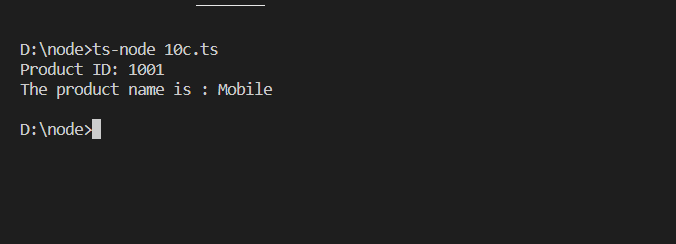 D:\node>ts-node 10c.ts
Product ID: 1001
The product name is : Mobile
D:\node>